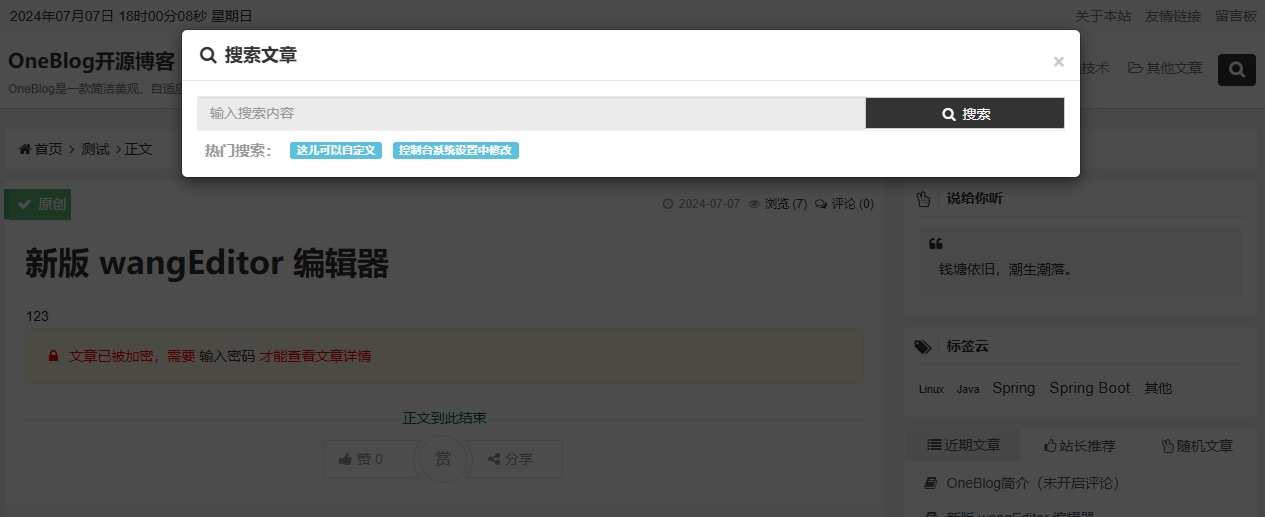 2024年07月07日 18时00分08秒 星期日
关于本站 友情链接 留言板
OneBlog开源博客
OneBlog是一款简洁美观、自适应
技术 其他文章
搜索文章
×
输入搜索内容
搜索
热门搜索： 这儿可以自定义 控制台系统设置中修改
首页 > 测试 > 正文
原创
2024-07-07 浏览 (7) 评论 (0)
新版 wangEditor 编辑器
123
文章已被加密，需要 输入密码 才能查看文章详情
正文到此结束
赞 0 赏 分享
说给你听
钱塘依旧，潮生潮落。
标签云
Linux Java Spring Spring Boot 其他
近期文章 站长推荐 随机文章
OneBlog简介（未开启评论）
新版 wangEditor 编辑器